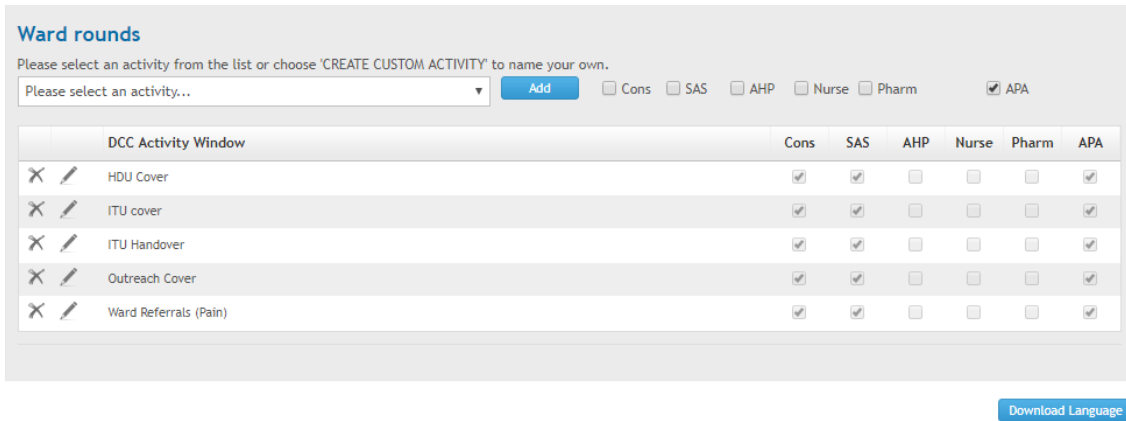 Ward rounds
Please select an activity from the list or choose 'CREATE CUSTOM ACTIVITY' to name your own.
Please select an activity... Add Cons SAS AHP Nurse Pharm APA
DCC Activity Window Cons SAS AHP Nurse Pharm APA
HDU Cover
ITU cover
ITU Handover
Outreach Cover
Ward Referrals (Pain)
Download Language